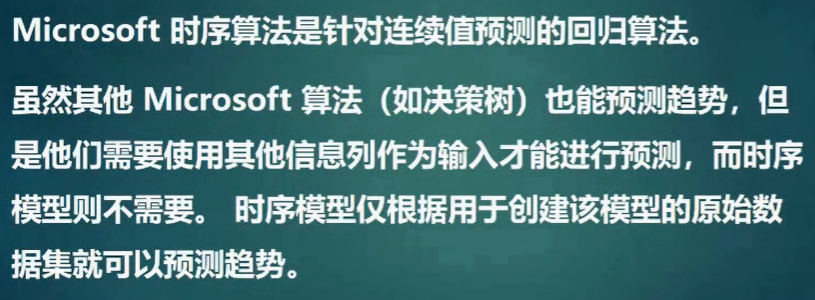 Microsoft 时序算法是针对连续值预测的回归算法。
虽然其他 Microsoft 算法（如决策树）也能预测趋势，但
是他们需要使用其他信息列作为输入才能进行预测，而时序
模型则不需要。 时序模型仅根据用于创建该模型的原始数
据集就可以预测趋势。